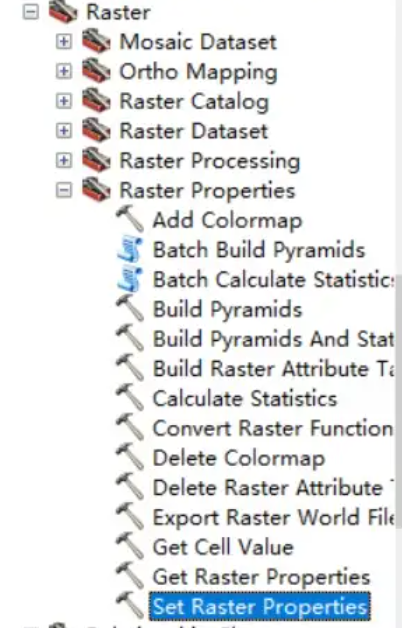 Raster
Mosaic Dataset
Ortho Mapping
Raster Catalog
Raster Dataset
Raster Processing
Raster Properties
Add Colormap
Batch Build Pyramids
Batch Calculate Statistics
Build Pyramids
Build Pyramids And Stat
Build Raster Attribute Ta
Calculate Statistics
Convert Raster Function
Delete Colormap
Delete Raster Attribute
Export Raster World File
Get Cell Value
Get Raster Properties
Set Raster Properties